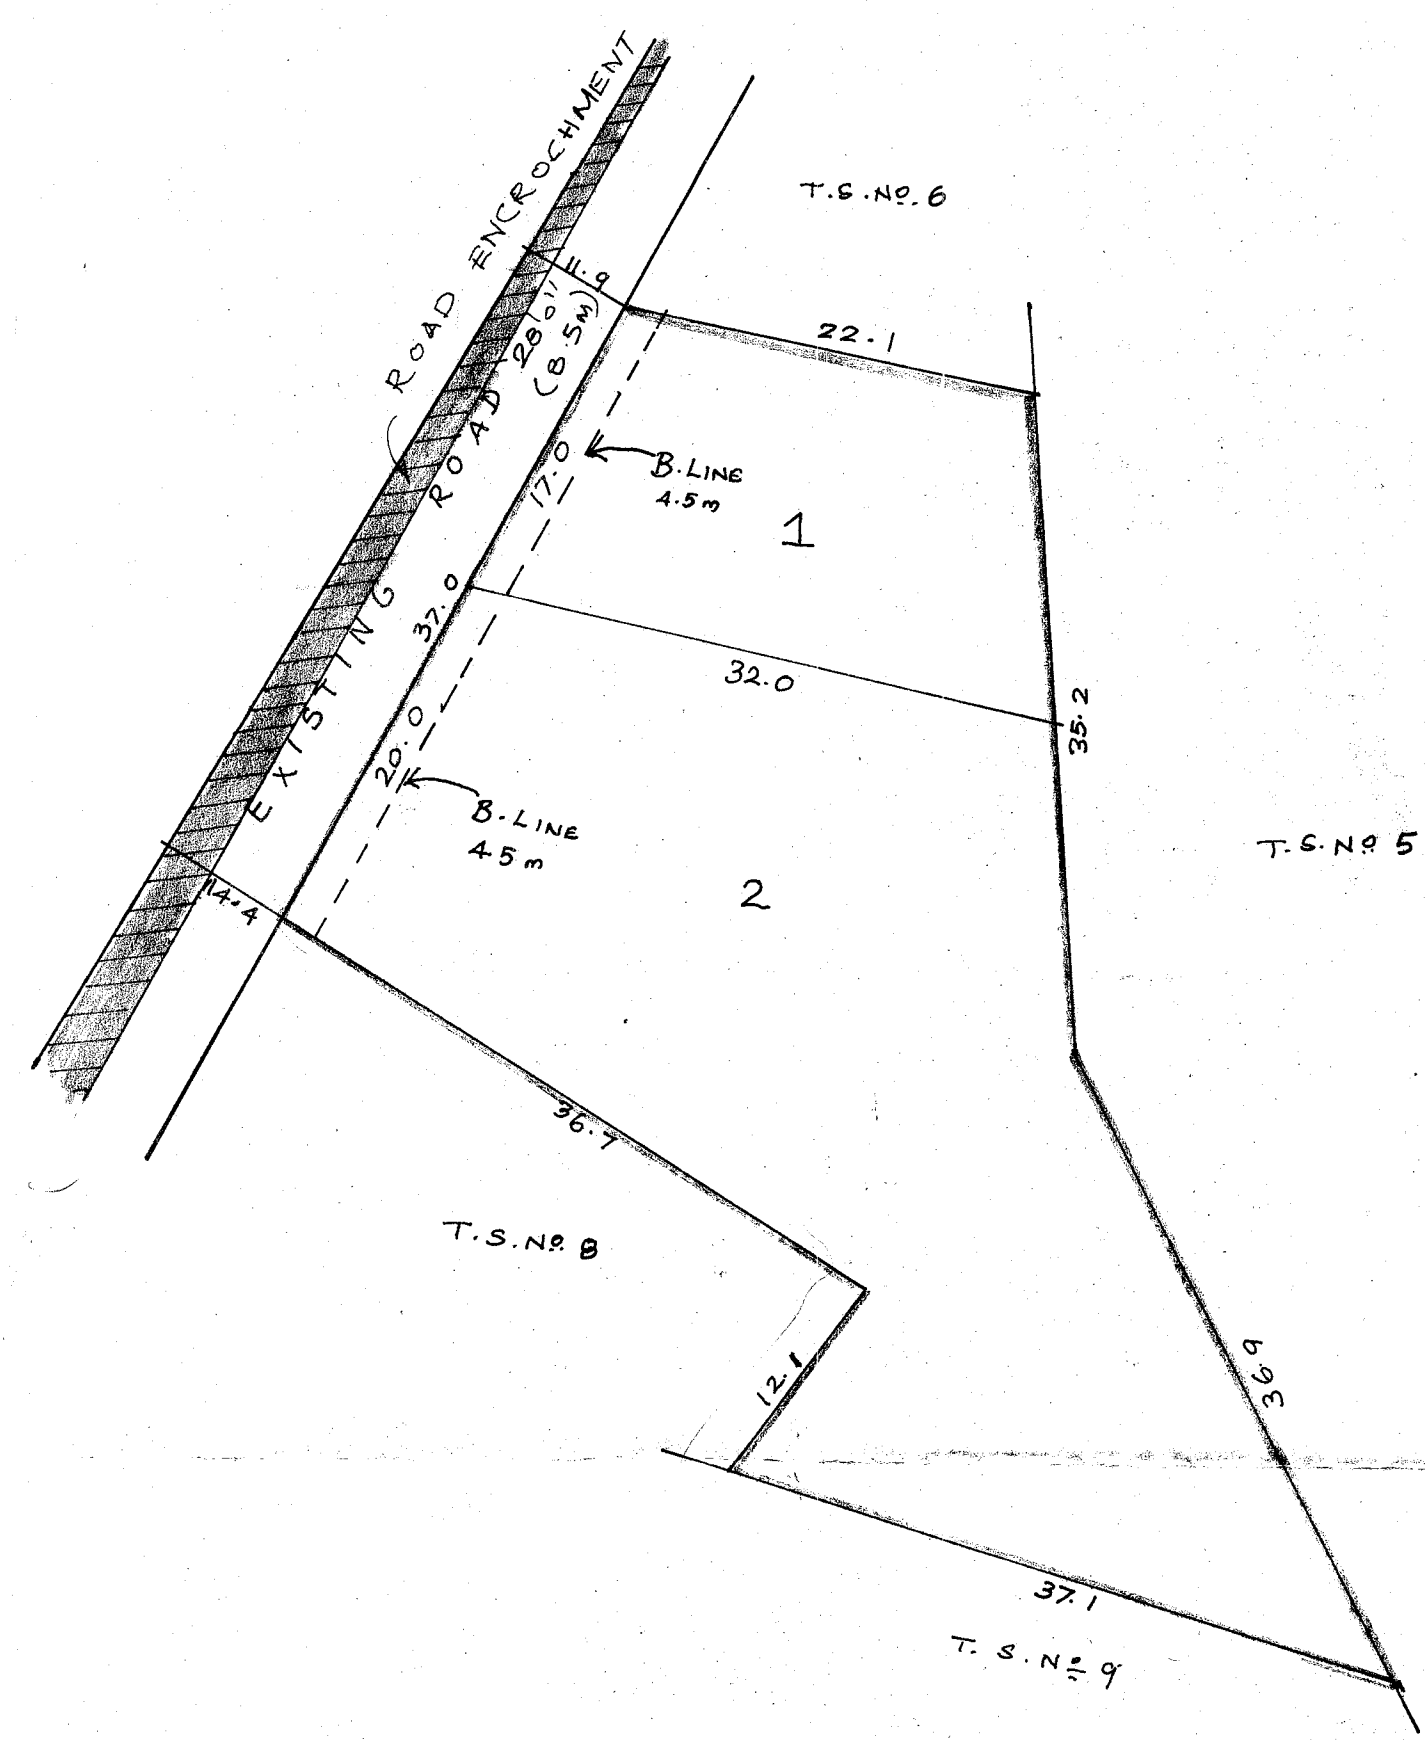 ROAD ENCROCHMENT
T.S.Nº.6
11.9
28'0"
(8.5M)
22.1
EXISTING ROAD
17.0
B.LINE
4.5m
1
37.0
32.0
35.2
20.0
B.LINE
4.5m
T.S.Nº 5
2
14.4
36.7
T.S.Nº 8
12.1
36.9
37.1
T.S.Nº 9